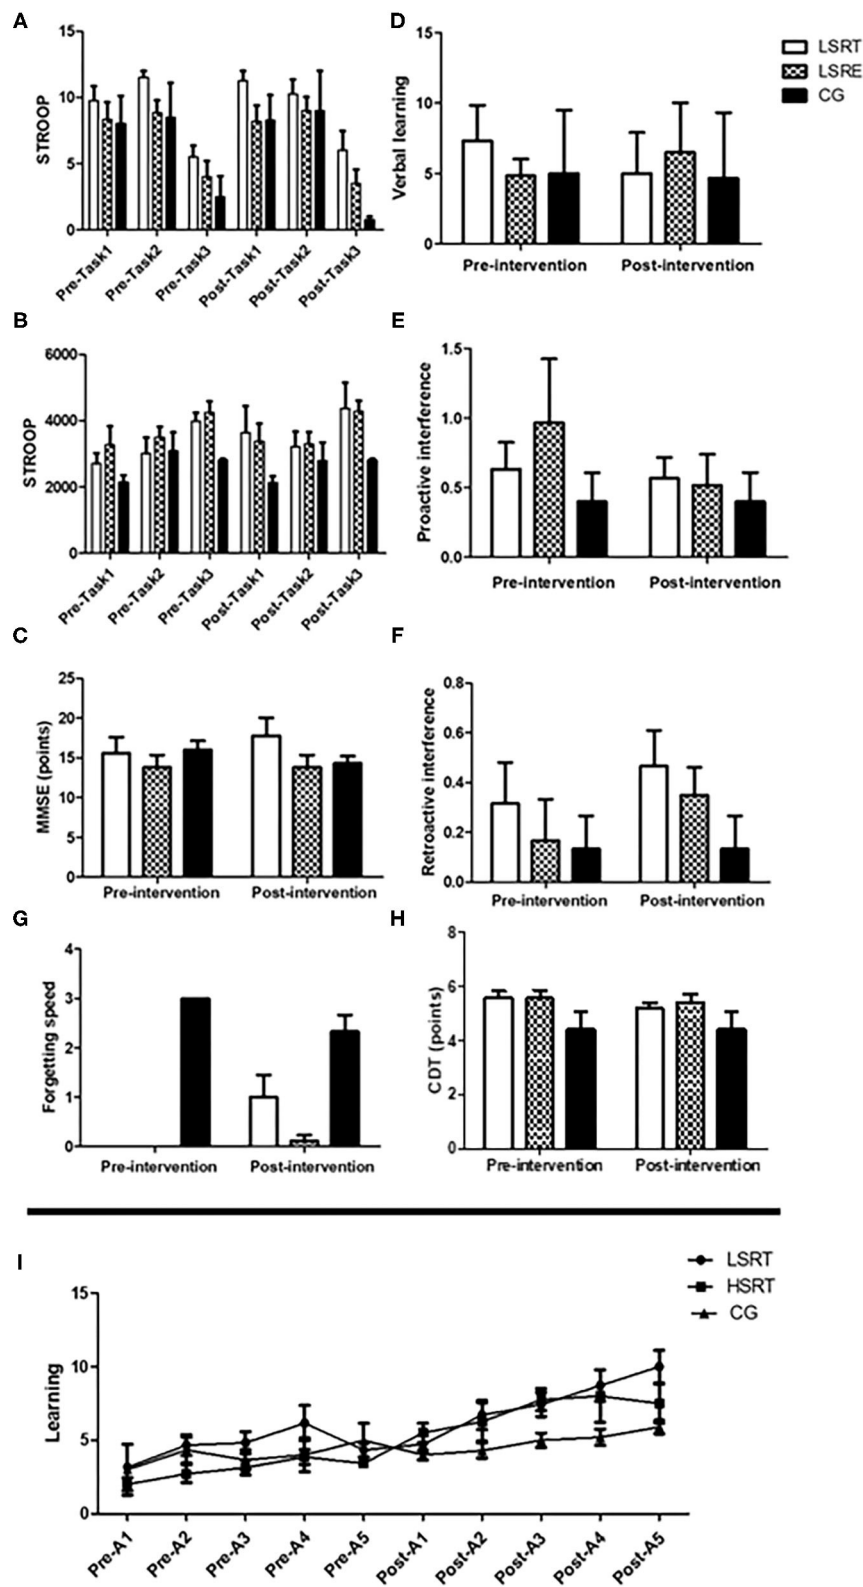 A
STROOP
15
10
5
0
Pre-Task1
Pre-Task2
Pre-Task3
Post-Task1
Post-Task2
Post-Task3
D
Verbal learning
15
10
5
0
Pre-intervention
Post-intervention
LSRT
LSRE
CG
B
STROOP
6000
4000
2000
0
Pre-Task1
Pre-Task2
Pre-Task3
Post-Task1
Post-Task2
Post-Task3
E
Proactive interference
1.5
1.0
0.5
0.0
Pre-intervention
Post-intervention
C
MMSE (points)
25
20
15
10
5
0
Pre-intervention
Post-intervention
F
Retroactive interference
0.8
0.6
0.4
0.2
0.0
Pre-intervention
Post-intervention
G
Forgetting speed
4
3
2
1
0
Pre-intervention
Post-intervention
H
CDT (points)
8
6
4
2
0
Pre-intervention
Post-intervention
I
Learning
15
10
5
0
Pre-A1
Pre-A2
Pre-A3
Pre-A4
Pre-A5
Post-A1
Post-A2
Post-A3
Post-A4
Post-A5
LSRT
HSRT
CG